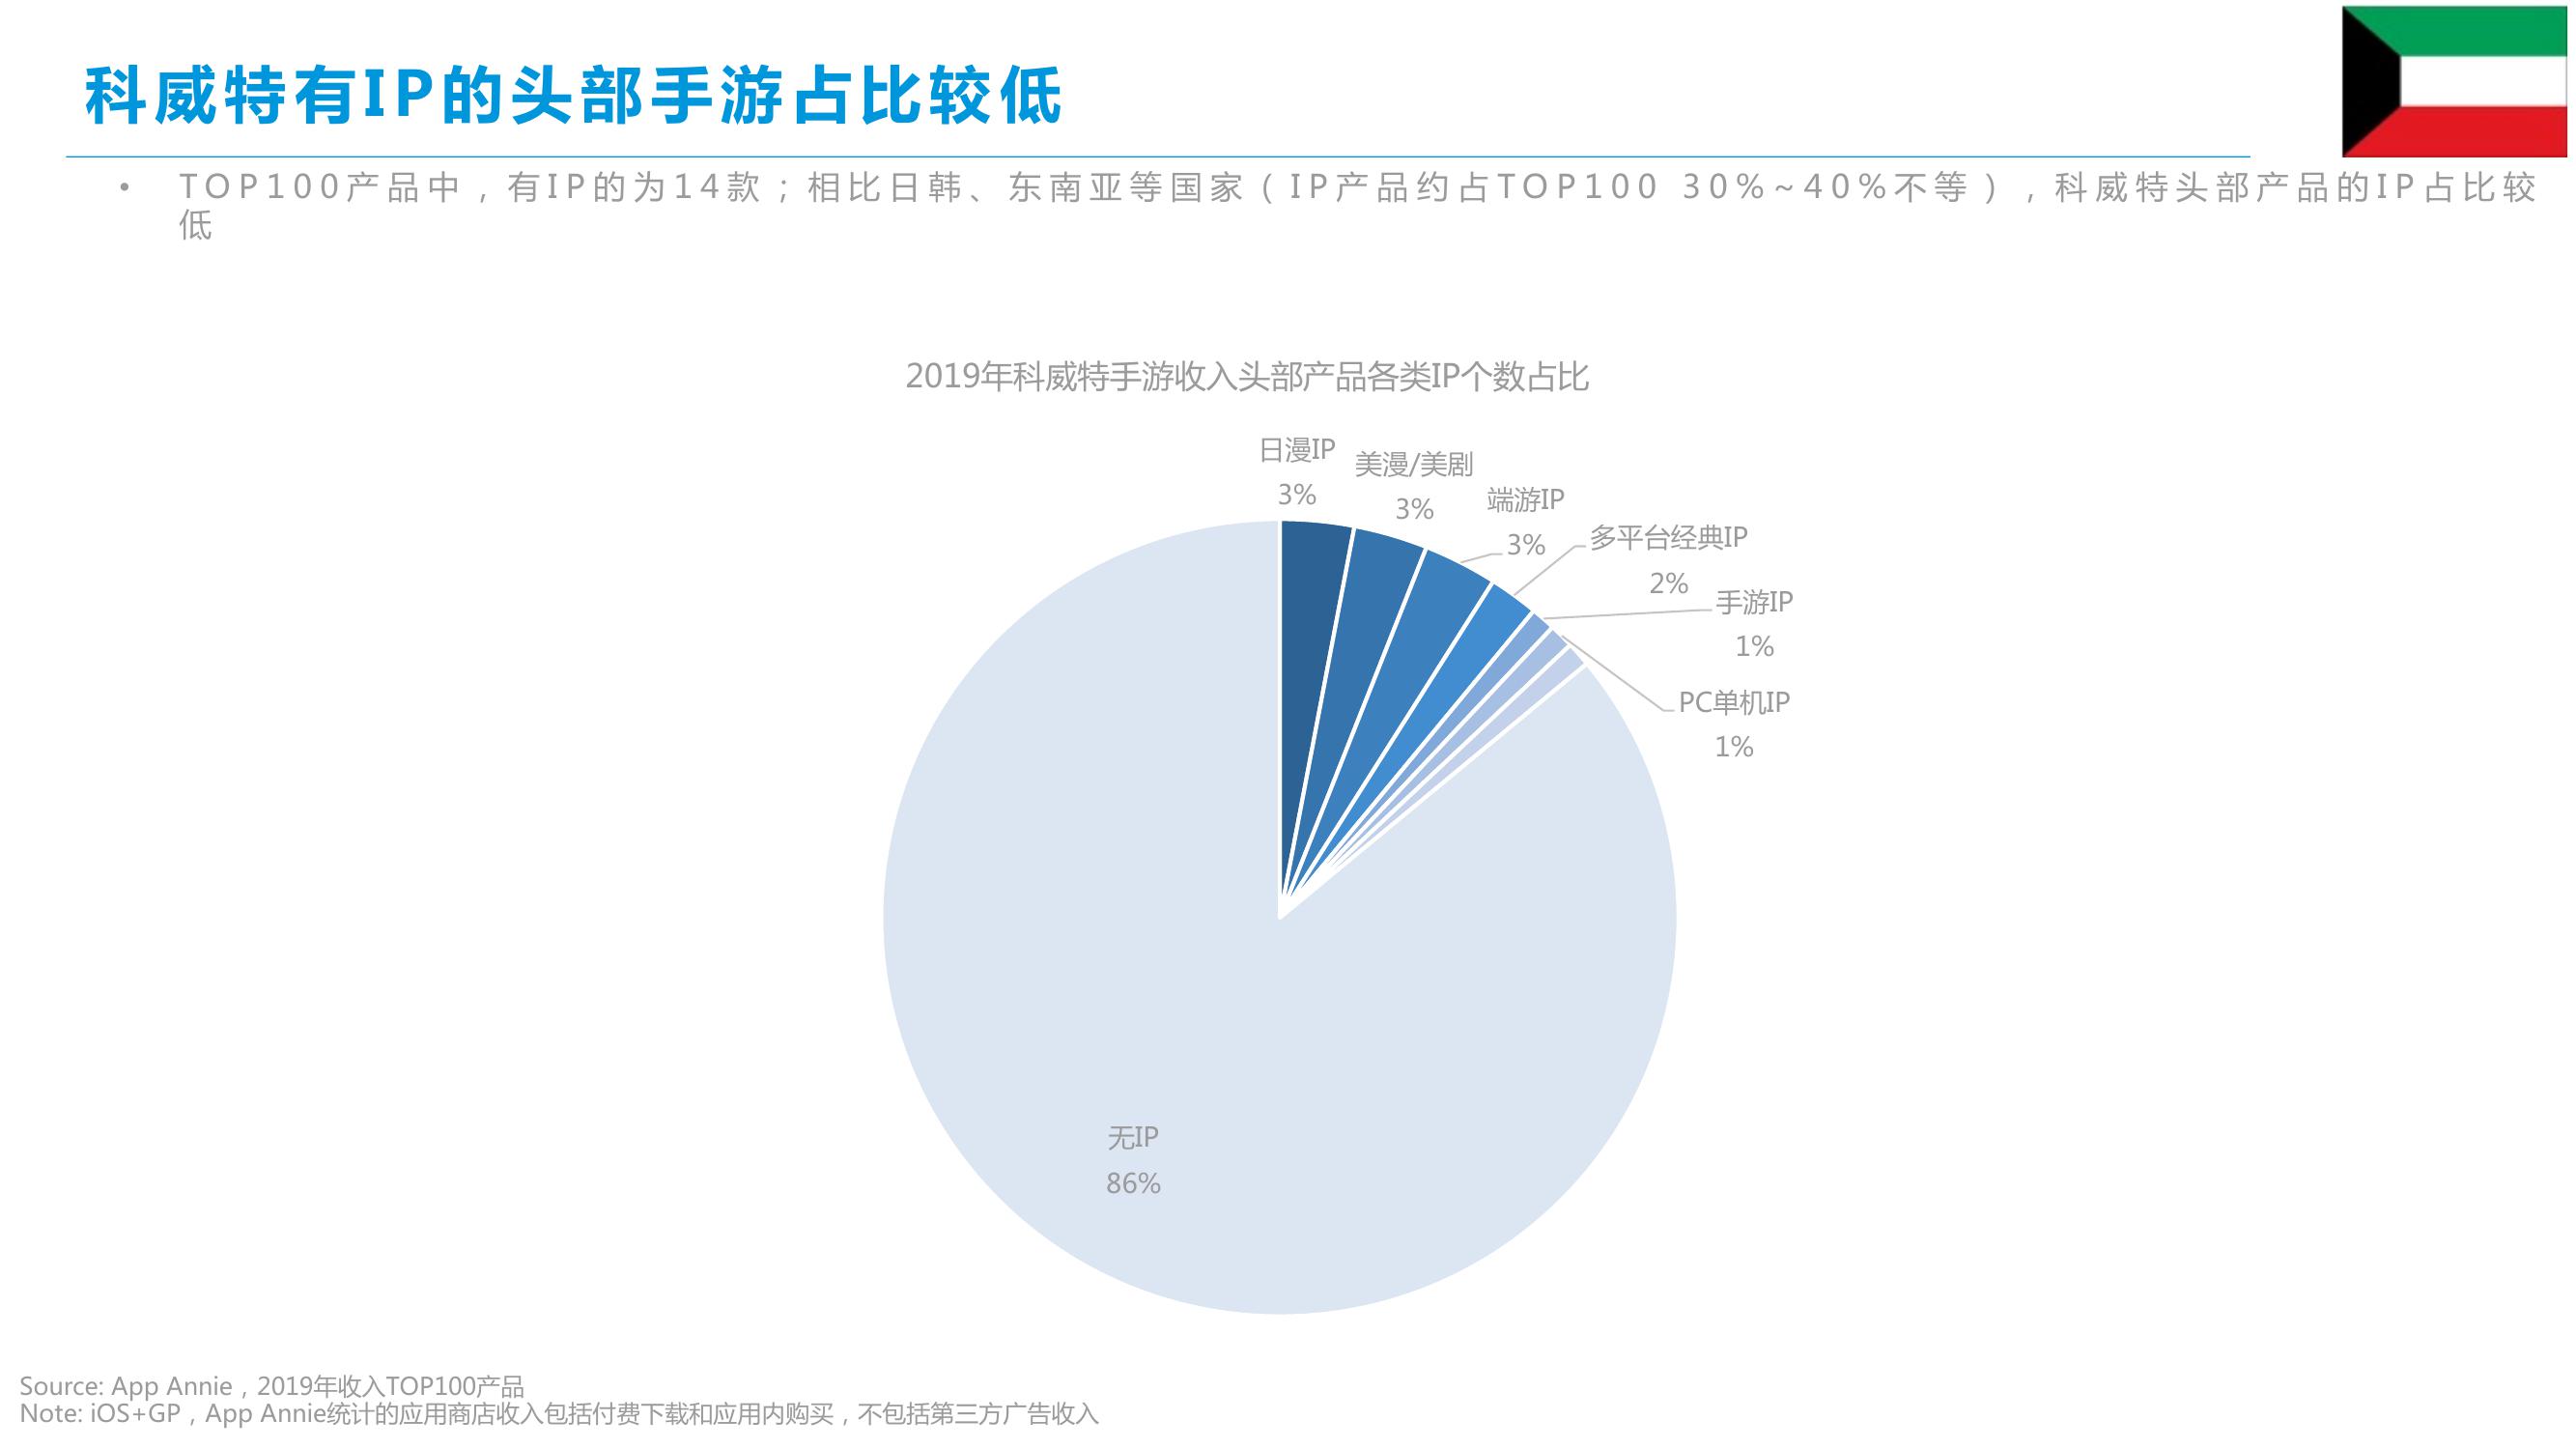 科威特有IP的头部手游占比较低
• TOP100产品中，有IP的为14款；相比日韩、东南亚等国家（IP产品约占TOP100 30%~40%不等），科威特头部产品的IP占比较
低
2019年科威特手游收入头部产品各类IP个数占比
日漫IP
3%
美漫/美剧
3%
端游IP
3%
多平台经典IP
2%
手游IP
1%
PC单机IP
1%
无IP
86%
Source: App Annie，2019年收入TOP100产品
Note: iOS+GP，App Annie统计的应用商店收入包括付费下载和应用内购买，不包括第三方广告收入